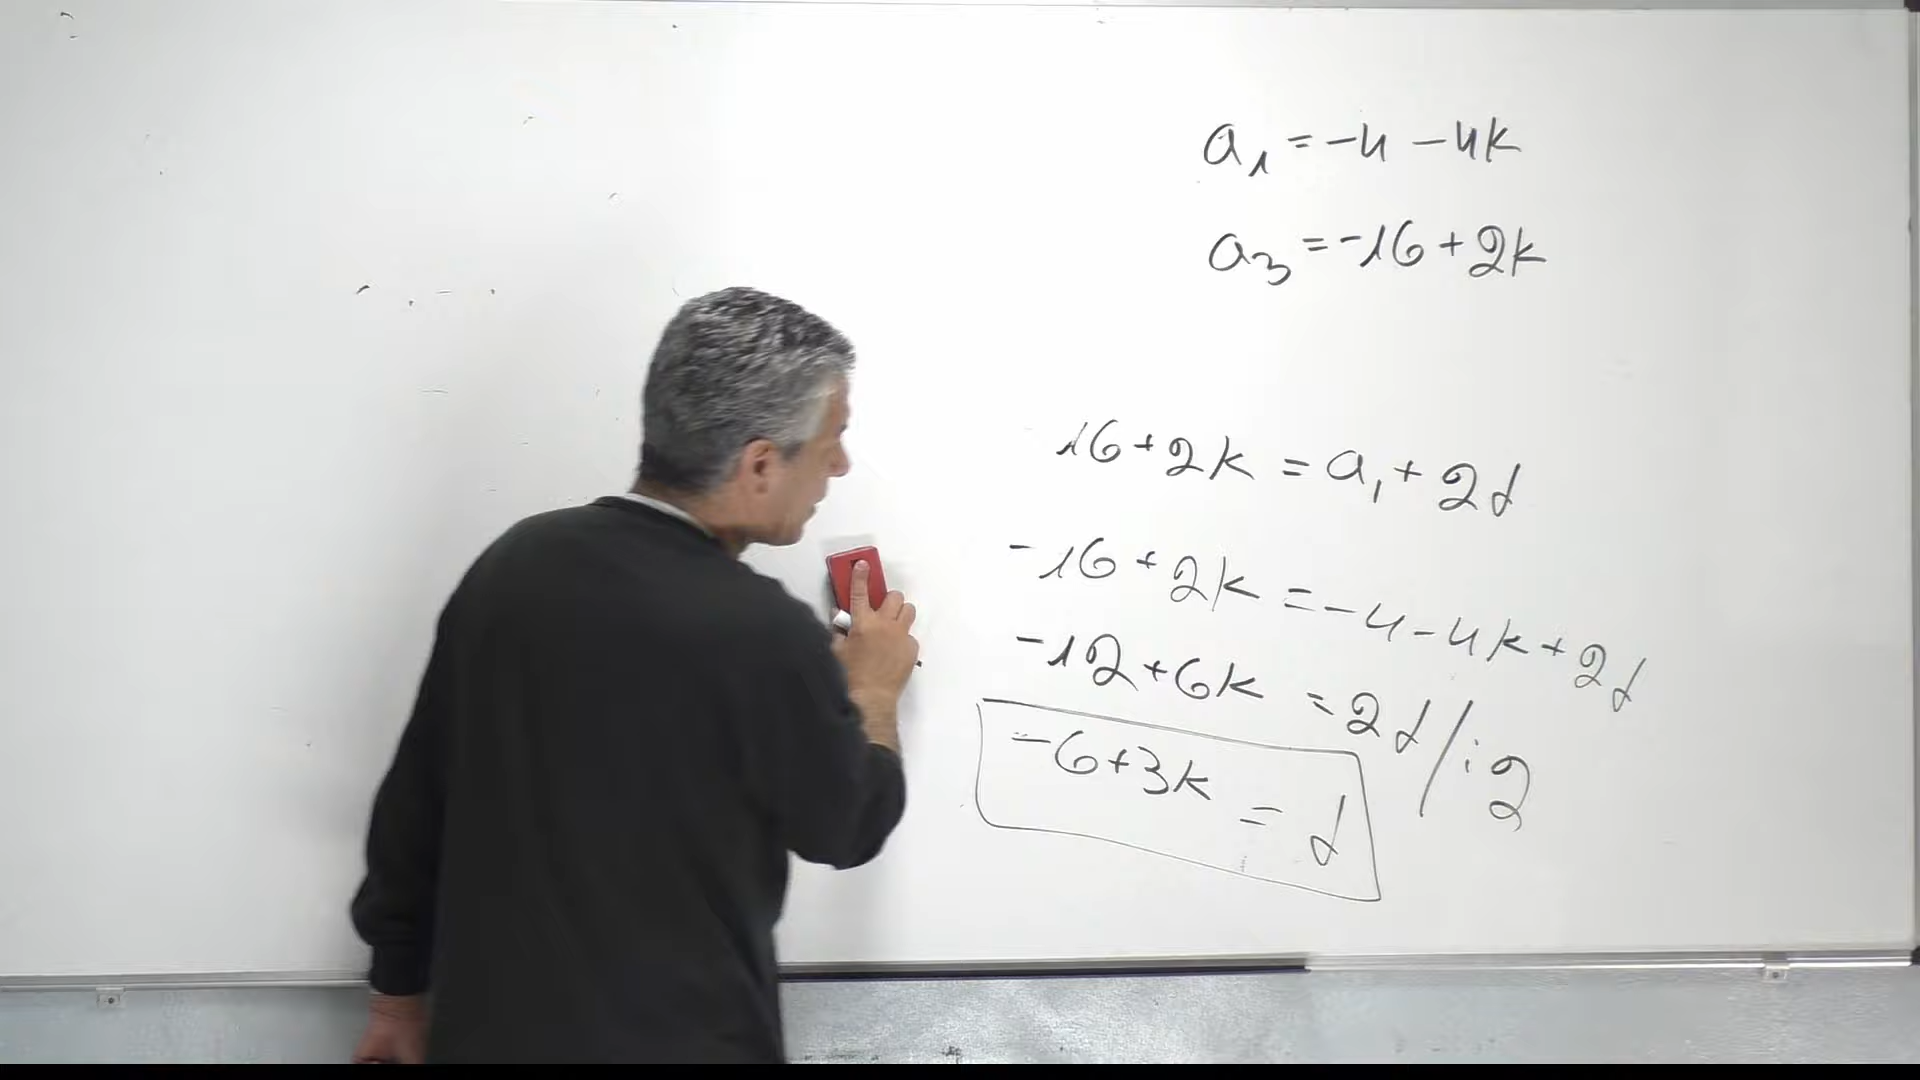 a₁ = -4 - 4k
a₃ = -16 + 2k
16 + 2k = a₁ + 2d
-16 + 2k = -4 - 4k + 2d
-12 + 6k = 2d / : 2
-6 + 3k = d